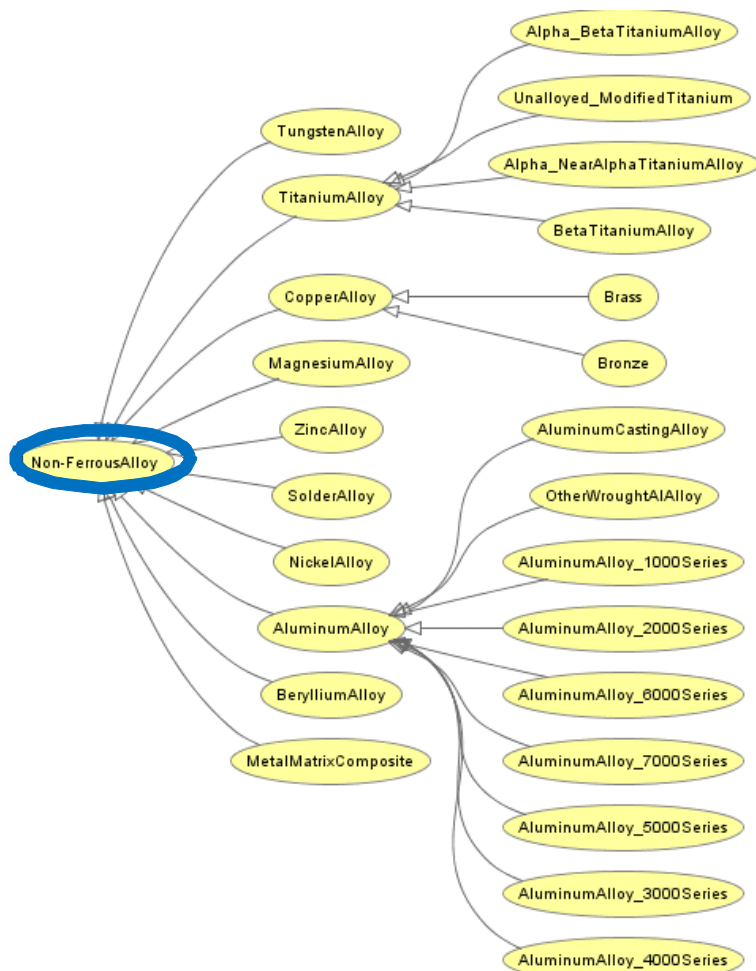 Alpha_BetaTitaniumAlloy
Unalloyed_ModifiedTitanium
TungstenAlloy
Alpha_NearAlphaTitaniumAlloy
TitaniumAlloy
BetaTitaniumAlloy
CopperAlloy
Brass
MagnesiumAlloy
Bronze
ZincAlloy
AluminumCastingAlloy
Non-FerrousAlloy
SolderAlloy
OtherWroughtAlAlloy
NickelAlloy
AluminumAlloy_1000Series
AluminumAlloy
AluminumAlloy_2000Series
BerylliumAlloy
AluminumAlloy_6000Series
MetalMatrixComposite
AluminumAlloy_7000Series
AluminumAlloy_5000Series
AluminumAlloy_3000Series
AluminumAlloy_4000Series